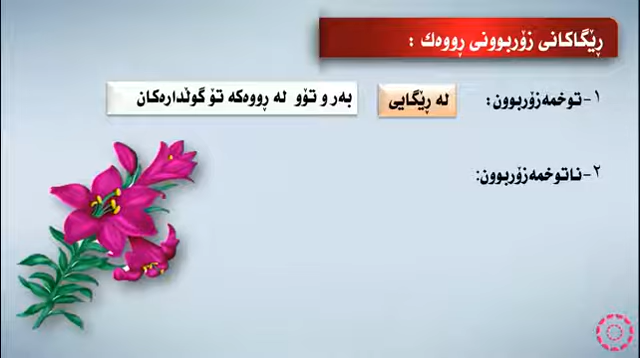 ڕێگاکانی زۆربوونی ڕووەك :
١-توخمەزۆربوون: لە ڕێگایی بەر و تۆو لە ڕووەکە تۆ گوڵدارەکان
٢-ناتوخمەزۆربوون: